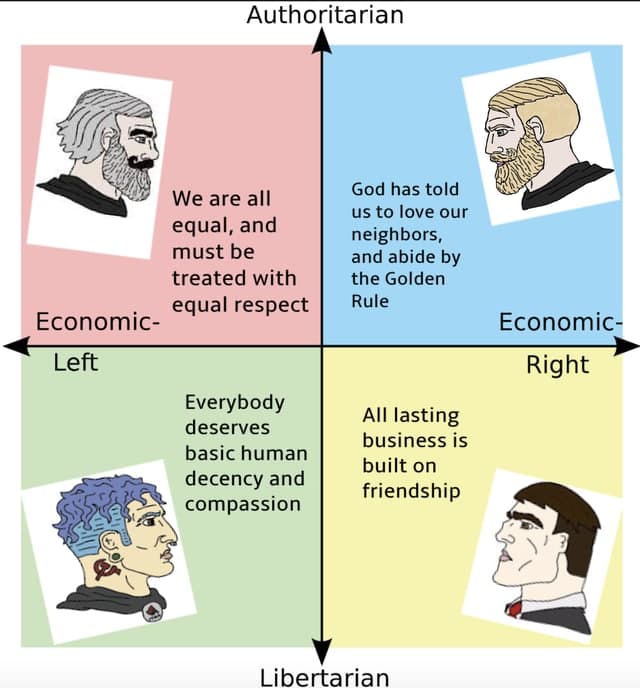 Authoritarian
We are all
equal, and
must be
treated with
equal respect
God has told
us to love our
neighbors,
and abide by
the Golden
Rule
Economic-
Left
Economic-
Right
Everybody
deserves
basic human
decency and
compassion
All lasting
business is
built on
friendship
Libertarian